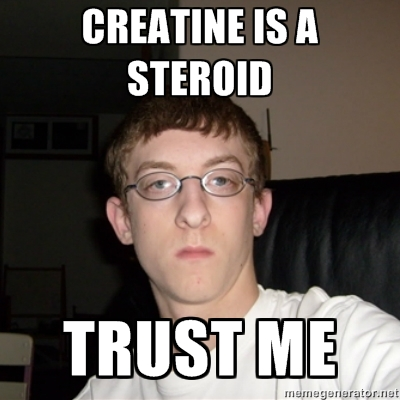 CREATINE IS A
STEROID
TRUST ME
memegenerator.net